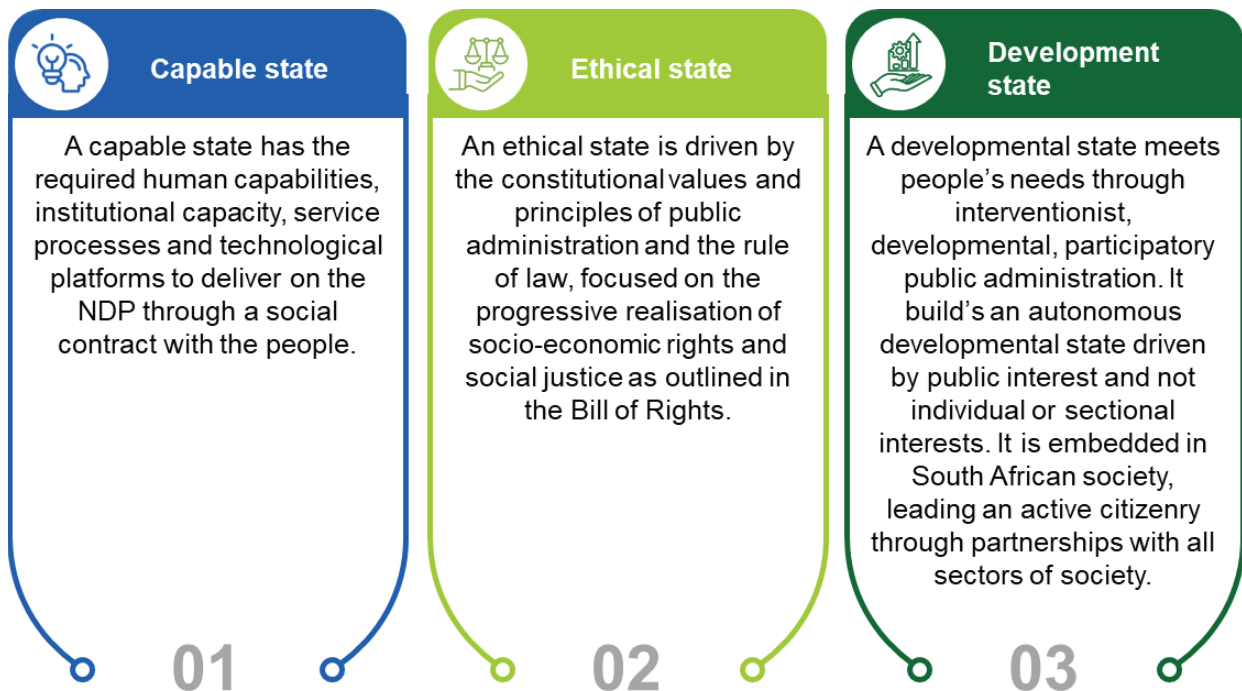 Capable state
A capable state has the
required human capabilities,
institutional capacity, service
processes and technological
platforms to deliver on the
NDP through a social
contract with the people.
01
Ethical state
An ethical state is driven by
the constitutional values and
principles of public
administration and the rule
of law, focused on the
progressive realisation of
socio-economic rights and
social justice as outlined in
the Bill of Rights.
02
Development
state
A developmental state meets
people’s needs through
interventionist,
developmental, participatory
public administration. It
build’s an autonomous
developmental state driven
by public interest and not
individual or sectional
interests. It is embedded in
South African society,
leading an active citizenry
through partnerships with all
sectors of society.
03